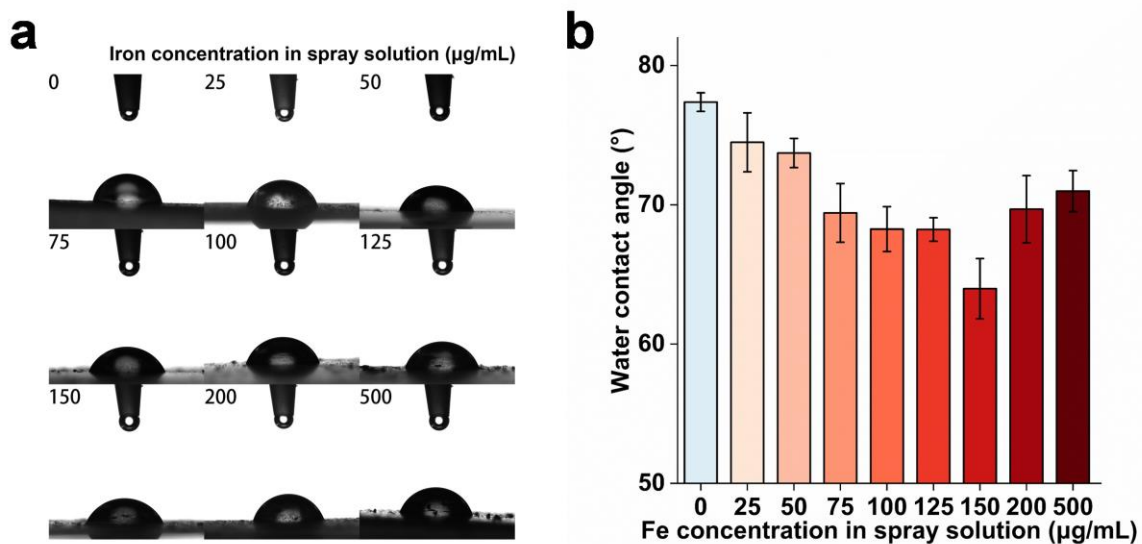 a
Iron concentration in spray solution (µg/mL)
0 25 50
75 100 125
150 200 500
b
80
70
60
50
Water contact angle (°)
0 25 50 75 100 125 150 200 500
Fe concentration in spray solution (µg/mL)